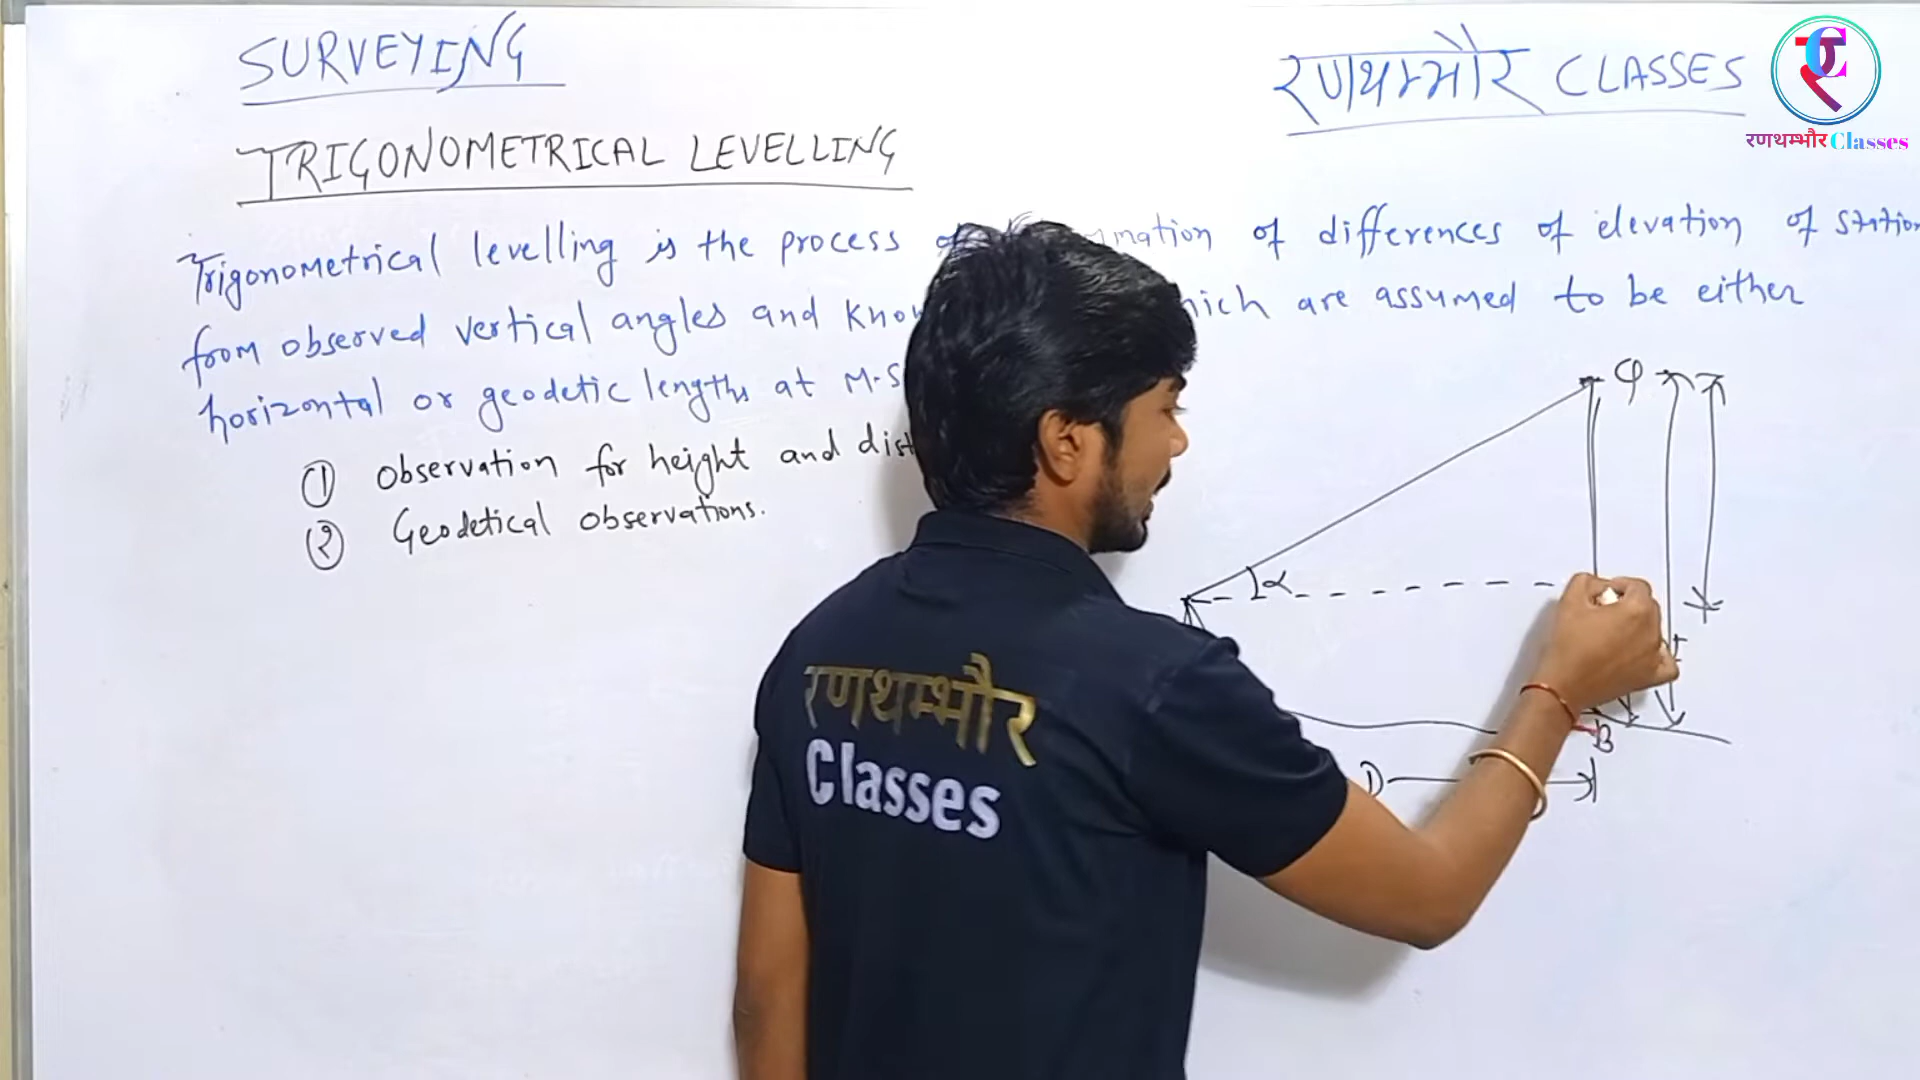 SURVEYING
रणथम्भोर CLASSES
रणथम्भौर Classes
TRIGONOMETRICAL LEVELLING
Trigonometrical levelling is the process of differences of elevation of station
from observed vertical angles and are assumed to be either
horizontal or geodetic lengths at M.S
① Observation for height and
② Geodetical observations.
Q
α
B
D
रणथम्भौर
Classes